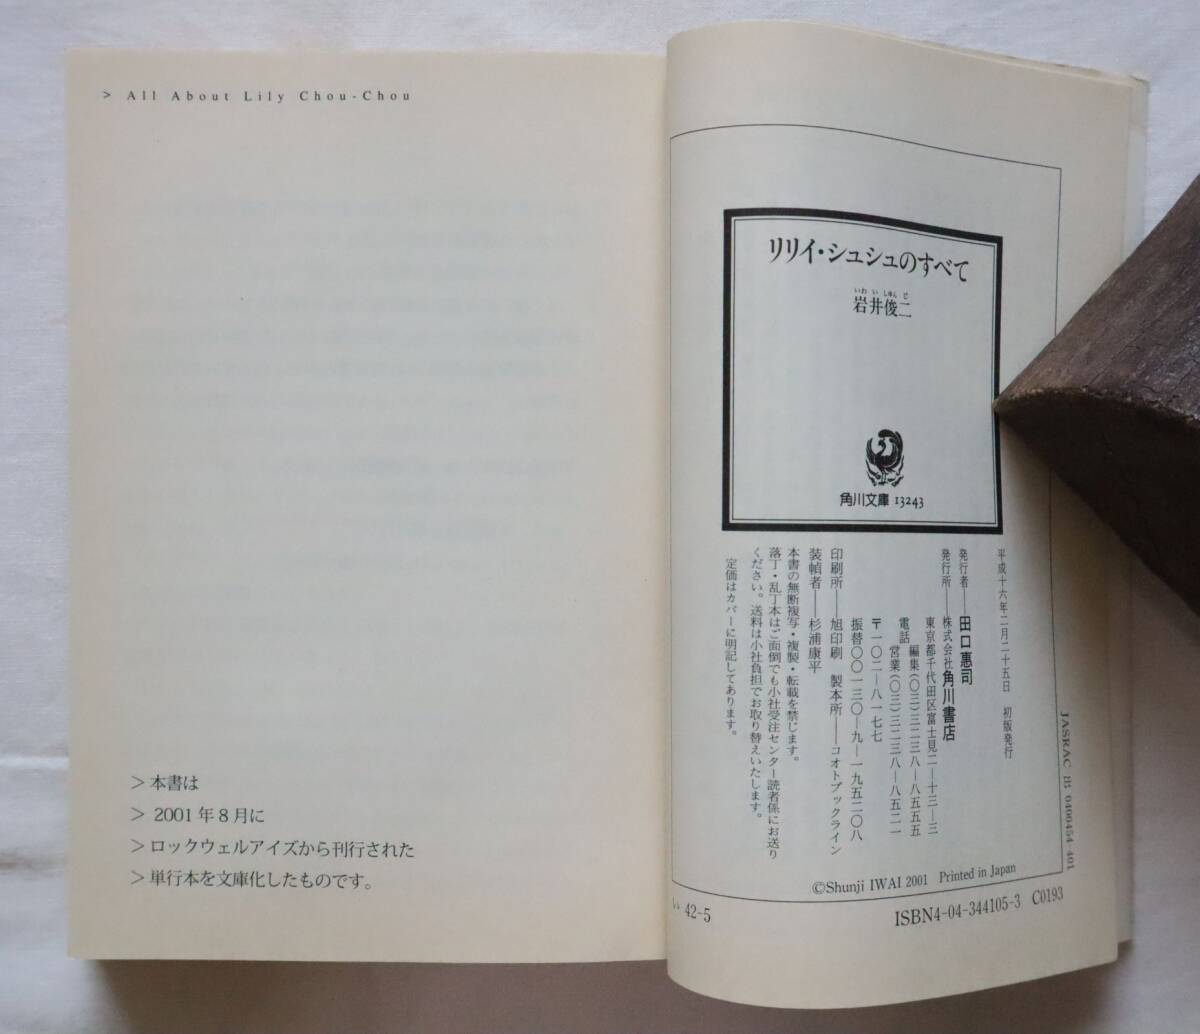 > All About Lily Chou-Chou
> 本書は
> 2001年8月に
> ロックウェルアイズから刊行された
> 単行本を文庫化したものです。
リリイ・シュシュのすべて
いわいしゅんじ
岩井俊二
角川文庫 13243
平成十六年二月二十五日 初版発行
発行者――田口惠司
発行所――株式会社角川書店
東京都千代田区富士見二―十三―三
電話 編集(〇三)三二三八―八五五五
営業(〇三)三二三八―八五二一
〒一〇二―八一七七
振替〇〇一三〇―九―一九五二〇八
印刷所――旭印刷 製本所――コオトブックライン
装幀者――杉浦康平
本書の無断複写・複製・転載を禁じます。
落丁・乱丁本はご面倒でも小社受注センター読者係にお送り
ください。送料は小社負担でお取り替えいたします。
定価はカバーに明記してあります。
JASRAC 出 0400454-401
©Shunji IWAI 2001 Printed in Japan
い 42-5
ISBN4-04-344105-3 C0193